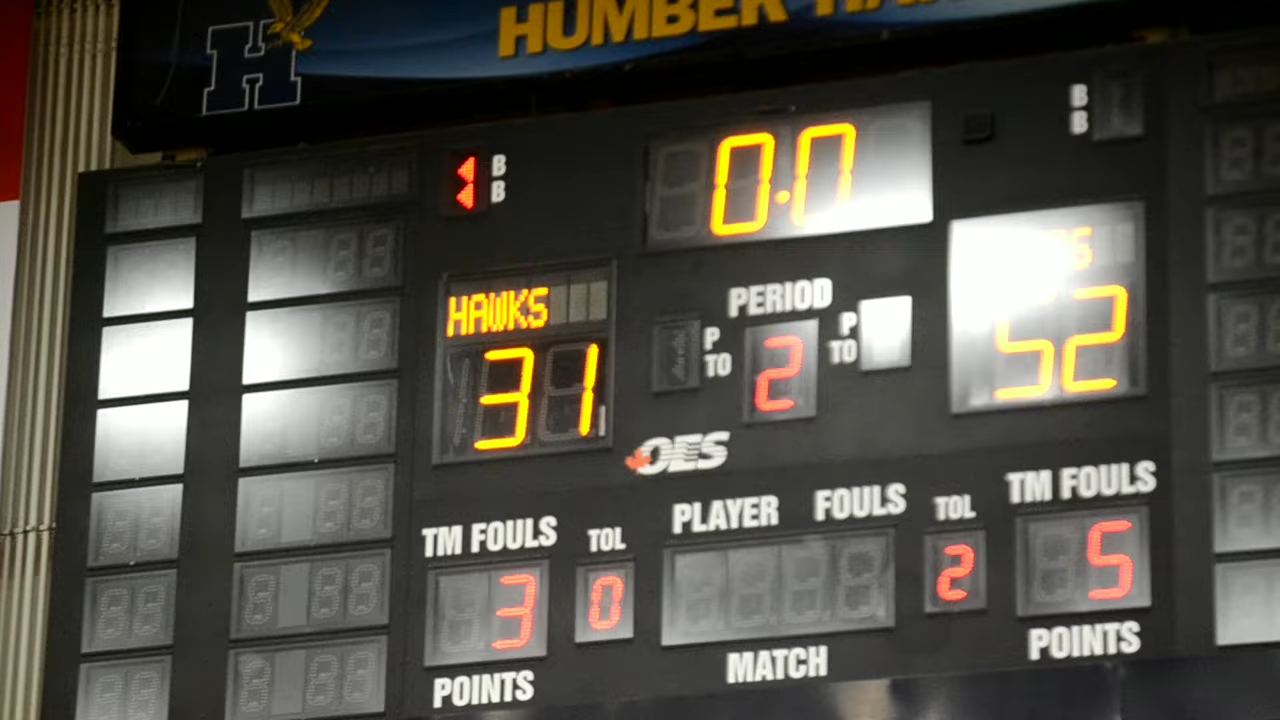 H
HUMBER
B
B
0.0
B
B
HAWKS
31
PERIOD
P
TO
2
P
TO
52
OES
TM FOULS
TOL
PLAYER FOULS
TOL
TM FOULS
3
0
2
5
POINTS
MATCH
POINTS